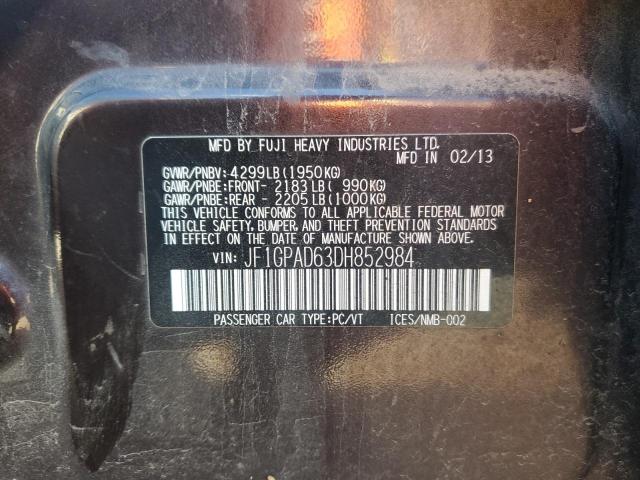 MFD BY FUJI HEAVY INDUSTRIES LTD.
MFD IN 02/13
GVWR/PNBV: 4299LB(1950KG)
GAWR/PNBE:FRONT- 2183LB( 990KG)
GAWR/PNBE:REAR - 2205LB(1000KG)
THIS VEHICLE CONFORMS TO ALL APPLICABLE FEDERAL MOTOR
VEHICLE SAFETY, BUMPER, AND THEFT PREVENTION STANDARDS
IN EFFECT ON THE DATE OF MANUFACTURE SHOWN ABOVE.
VIN: JF1GPAD63DH852984
PASSENGER CAR TYPE:PC/VT ICES/NMB-002